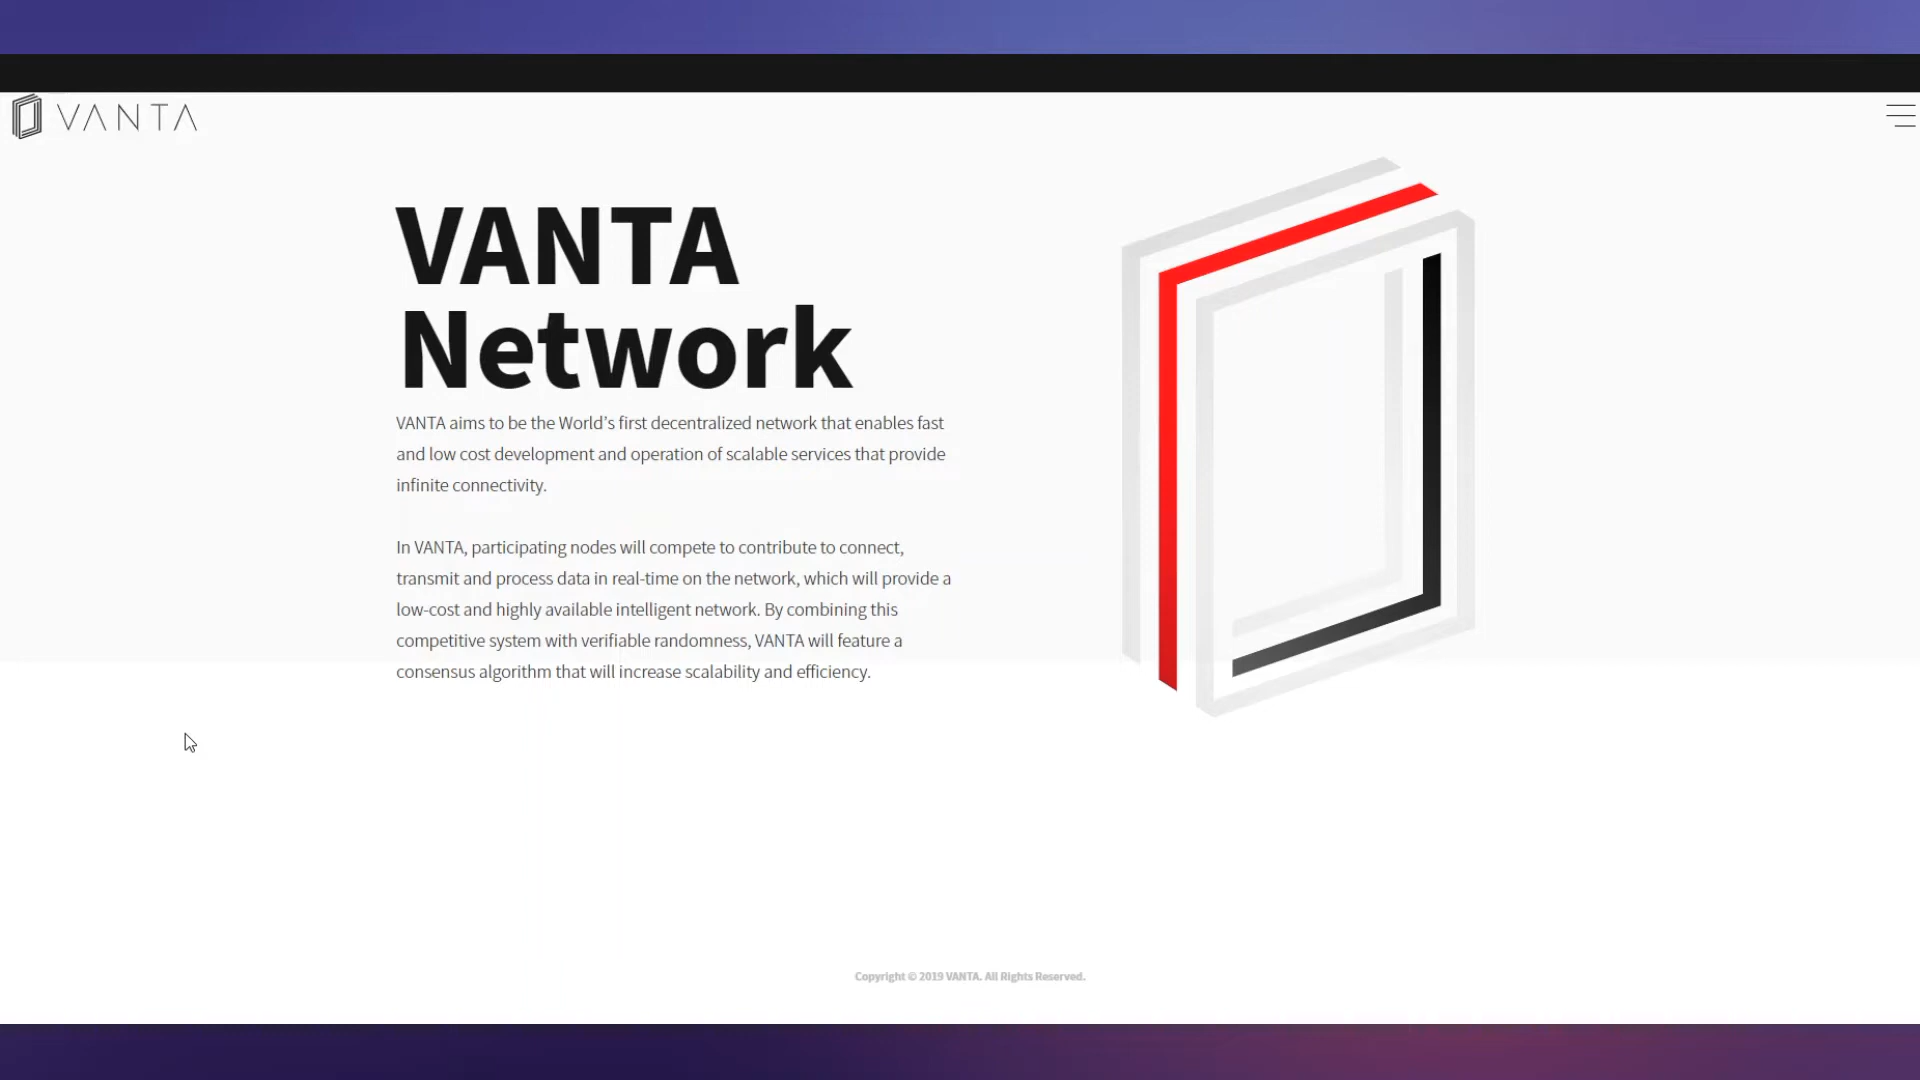 VANTA
VANTA
Network
VANTA aims to be the World’s first decentralized network that enables fast
and low cost development and operation of scalable services that provide
infinite connectivity.
In VANTA, participating nodes will compete to contribute to connect,
transmit and process data in real-time on the network, which will provide a
low-cost and highly available intelligent network. By combining this
competitive system with verifiable randomness, VANTA will feature a
consensus algorithm that will increase scalability and efficiency.
Copyright © 2019 VANTA. All Rights Reserved.